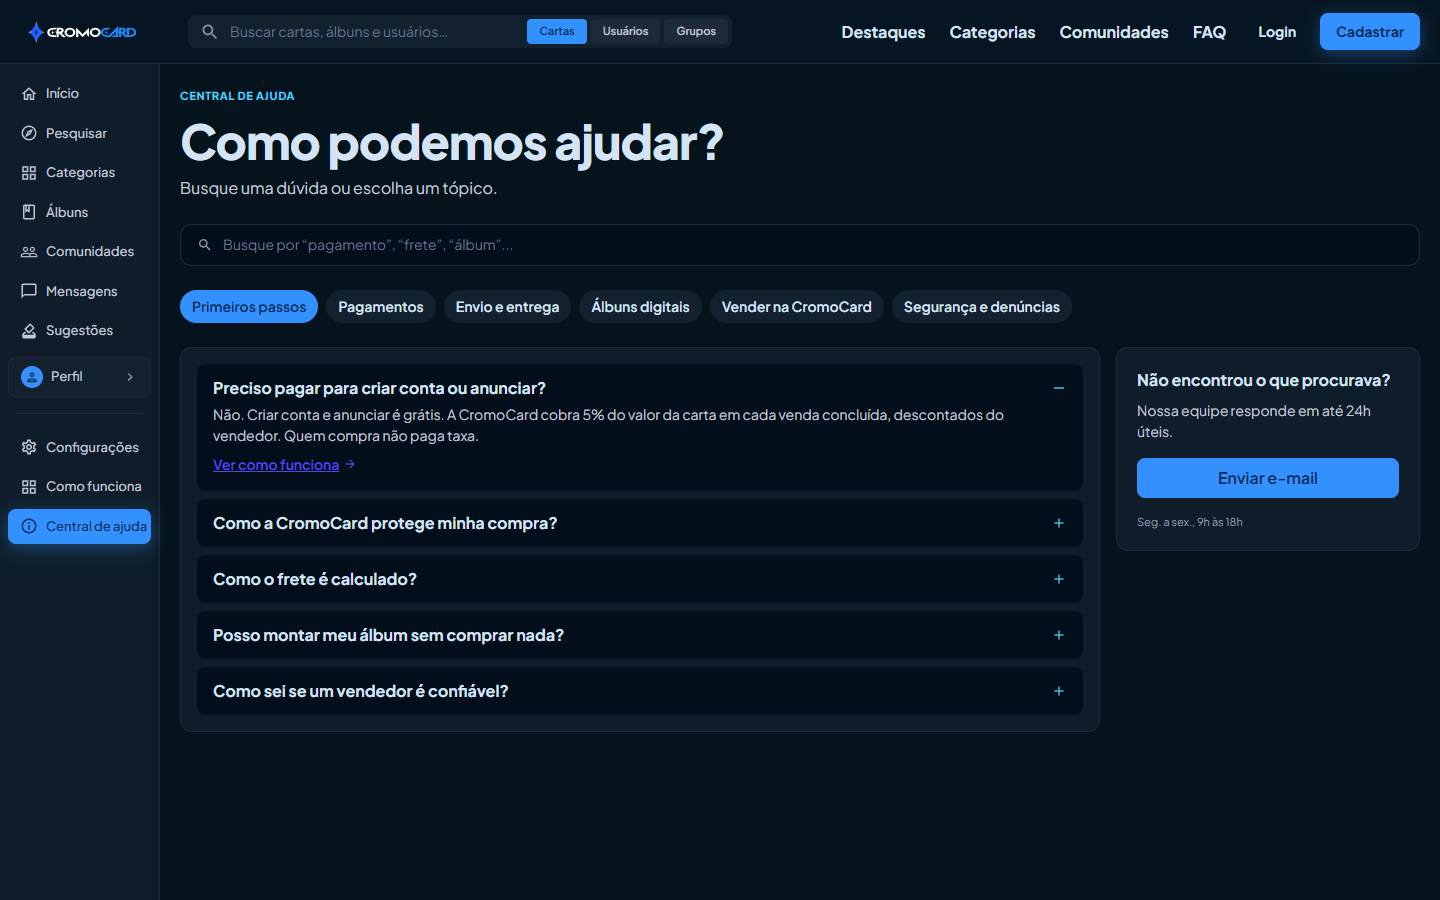 CROMOCARD
Buscar cartas, álbuns e usuários...
Cartas
Usuários
Grupos
Destaques
Categorias
Comunidades
FAQ
Login
Cadastrar
Início
Pesquisar
Categorias
Álbuns
Comunidades
Mensagens
Sugestões
Perfil
Configurações
Como funciona
Central de ajuda
CENTRAL DE AJUDA
Como podemos ajudar?
Busque uma dúvida ou escolha um tópico.
Busque por “pagamento”, “frete”, “álbum”...
Primeiros passos
Pagamentos
Envio e entrega
Álbuns digitais
Vender na CromoCard
Segurança e denúncias
Preciso pagar para criar conta ou anunciar?
Não. Criar conta e anunciar é grátis. A CromoCard cobra 5% do valor da carta em cada venda concluída, descontados do
vendedor. Quem compra não paga taxa.
Ver como funciona →
Como a CromoCard protege minha compra?
Como o frete é calculado?
Posso montar meu álbum sem comprar nada?
Como sei se um vendedor é confiável?
Não encontrou o que procurava?
Nossa equipe responde em até 24h
úteis.
Enviar e-mail
Seg. a sex., 9h às 18h